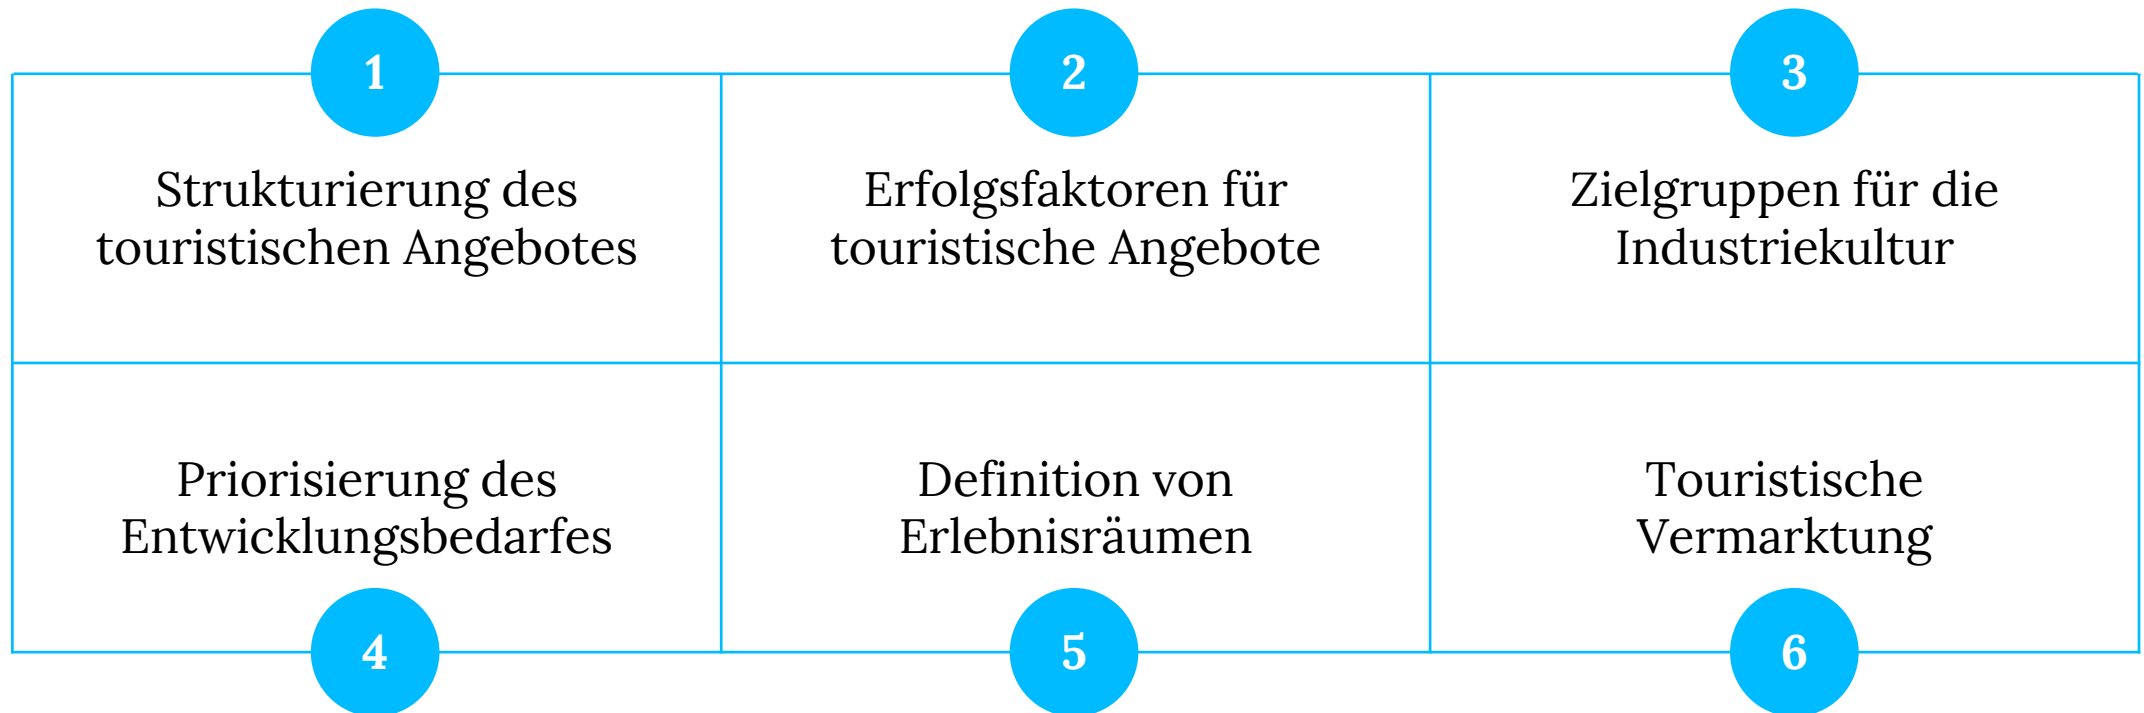 1
Strukturierung des
touristischen Angebotes
2
Erfolgsfaktoren für
touristische Angebote
3
Zielgruppen für die
Industriekultur
Priorisierung des
Entwicklungsbedarfes
4
Definition von
Erlebnisräumen
5
Touristische
Vermarktung
6